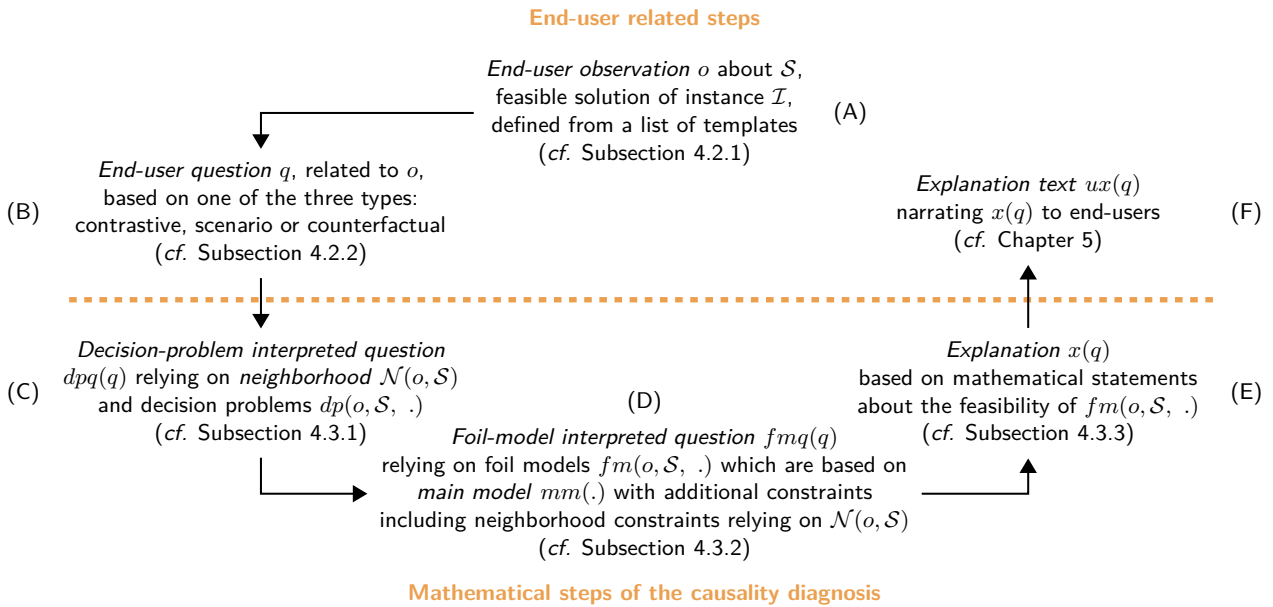 End-user related steps
End-user observation o about 𝒮,
feasible solution of instance ℐ,
defined from a list of templates
(cf. Subsection 4.2.1)
(A)
End-user question q, related to o,
based on one of the three types:
contrastive, scenario or counterfactual
(cf. Subsection 4.2.2)
(B)
Explanation text ux(q)
narrating x(q) to end-users
(cf. Chapter 5)
(F)
Decision-problem interpreted question
dpq(q) relying on neighborhood 𝒩(o, 𝒮)
and decision problems dp(o, 𝒮, .)
(cf. Subsection 4.3.1)
(C)
(D)
Foil-model interpreted question fmq(q)
relying on foil models fm(o, 𝒮, .) which are based on
main model mm(.) with additional constraints
including neighborhood constraints relying on 𝒩(o, 𝒮)
(cf. Subsection 4.3.2)
Explanation x(q)
based on mathematical statements
about the feasibility of fm(o, 𝒮, .)
(cf. Subsection 4.3.3)
(E)
Mathematical steps of the causality diagnosis